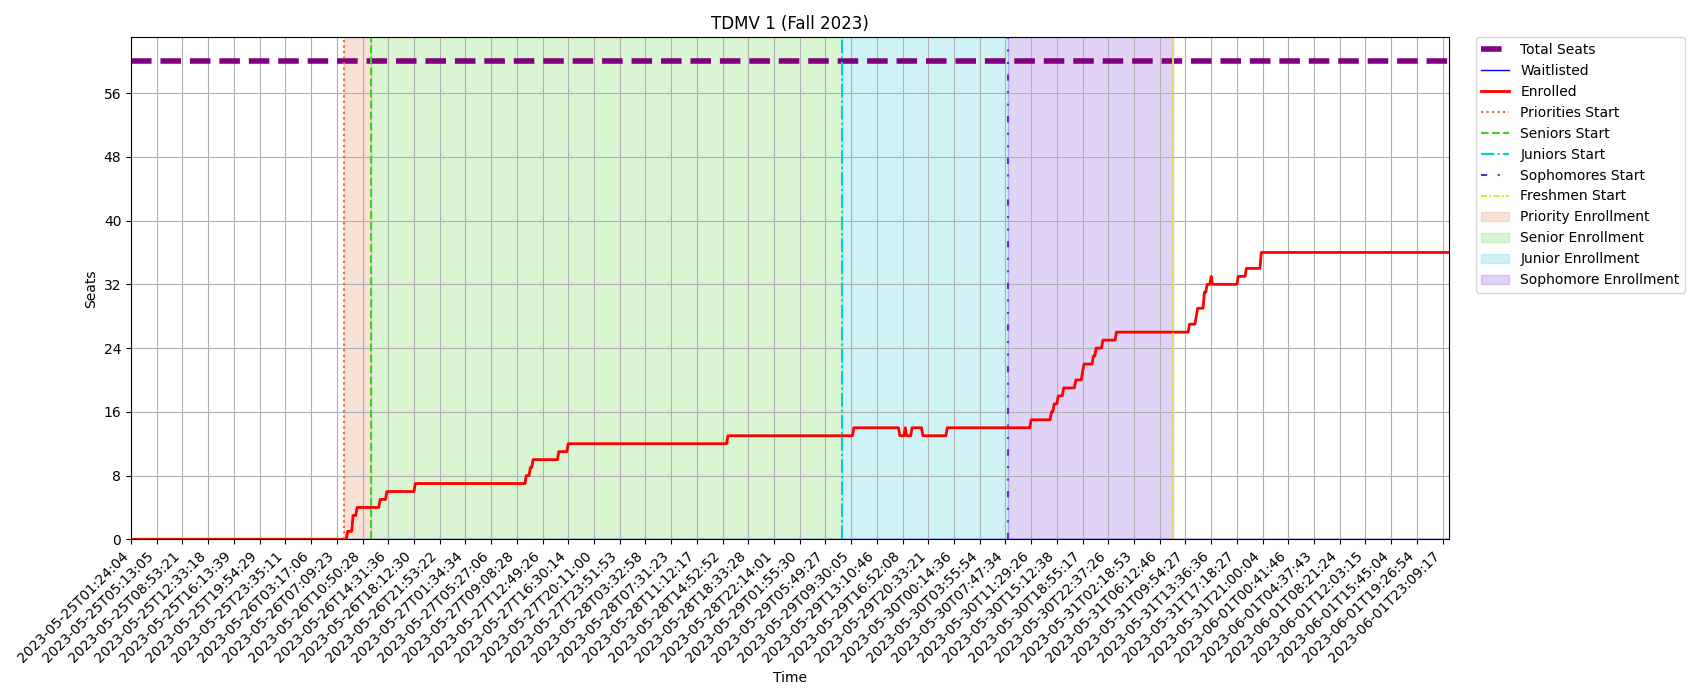 TDMV 1 (Fall 2023)
Total Seats
Waitlisted
Enrolled
Priorities Start
Seniors Start
Juniors Start
Sophomores Start
Freshmen Start
Priority Enrollment
Senior Enrollment
Junior Enrollment
Sophomore Enrollment
Seats
56
48
40
32
24
16
8
0
2023-05-25T01:24:04
2023-05-25T05:13:05
2023-05-25T08:53:21
2023-05-25T12:33:18
2023-05-25T16:13:39
2023-05-25T19:54:29
2023-05-25T23:35:11
2023-05-26T03:17:06
2023-05-26T07:09:23
2023-05-26T10:50:28
2023-05-26T14:31:36
2023-05-26T18:12:30
2023-05-26T21:53:22
2023-05-27T01:34:34
2023-05-27T05:27:06
2023-05-27T09:08:28
2023-05-27T12:49:26
2023-05-27T16:30:14
2023-05-27T20:11:00
2023-05-27T23:51:53
2023-05-28T03:32:58
2023-05-28T07:31:23
2023-05-28T11:12:17
2023-05-28T14:52:52
2023-05-28T18:33:28
2023-05-28T22:14:01
2023-05-29T01:55:30
2023-05-29T05:49:27
2023-05-29T09:30:05
2023-05-29T13:10:46
2023-05-29T16:52:08
2023-05-29T20:33:21
2023-05-30T00:14:36
2023-05-30T03:55:54
2023-05-30T07:47:34
2023-05-30T11:29:26
2023-05-30T15:12:38
2023-05-30T18:55:17
2023-05-30T22:37:26
2023-05-31T02:18:53
2023-05-31T06:12:46
2023-05-31T09:54:27
2023-05-31T13:36:36
2023-05-31T17:18:27
2023-05-31T21:00:04
2023-06-01T00:41:46
2023-06-01T04:37:43
2023-06-01T08:21:24
2023-06-01T12:03:15
2023-06-01T15:45:04
2023-06-01T19:26:54
2023-06-01T23:09:17
Time